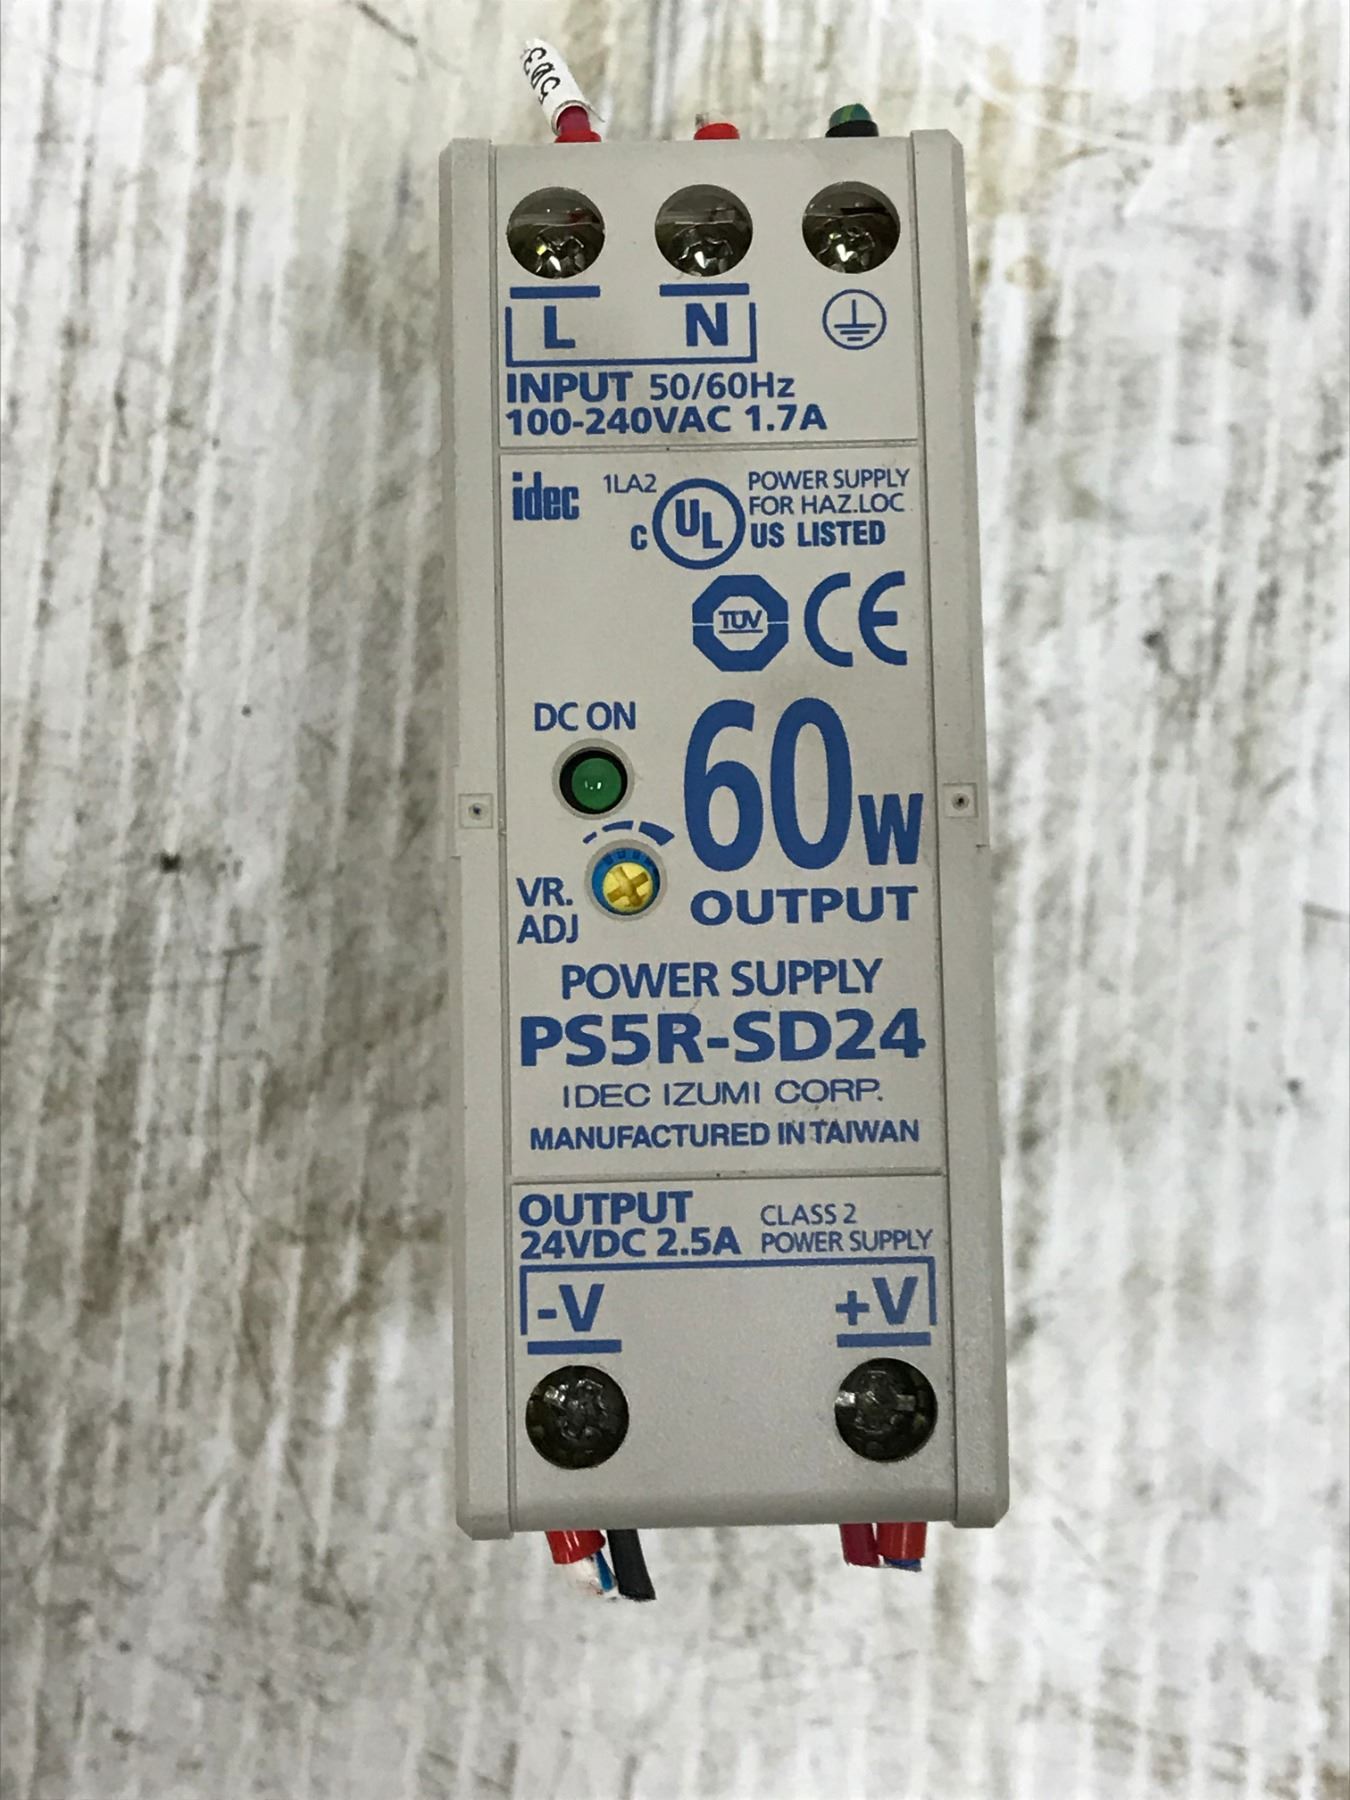 503
L N
INPUT 50/60Hz
100-240VAC 1.7A
idec 1LA2 C UL US LISTED
POWER SUPPLY
FOR HAZ.LOC
TUV CE
DC ON
60W
OUTPUT
VR.
ADJ
POWER SUPPLY
PS5R-SD24
IDEC IZUMI CORP.
MANUFACTURED IN TAIWAN
OUTPUT
24VDC 2.5A
CLASS 2
POWER SUPPLY
-V +V